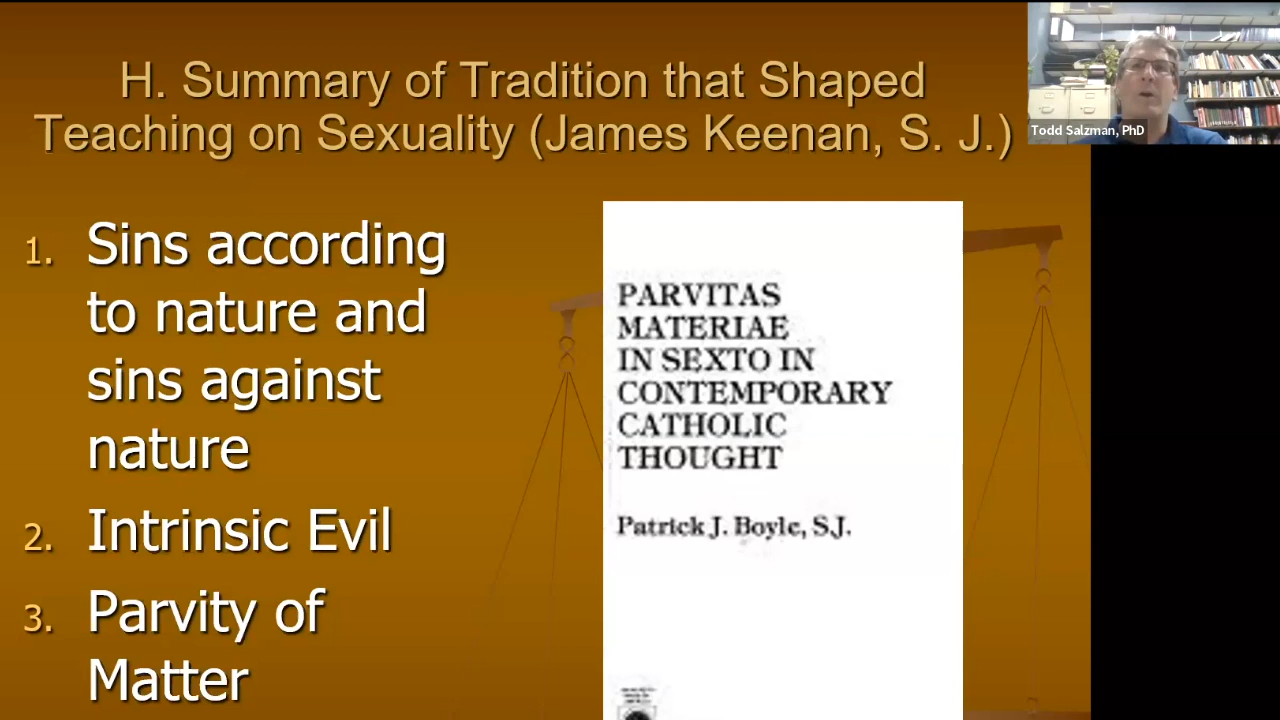 H. Summary of Tradition that Shaped
Teaching on Sexuality (James Keenan, S. J.)
Todd Salzman, PhD
1. Sins according
to nature and
sins against
nature
2. Intrinsic Evil
3. Parvity of
Matter
PARVITAS
MATERIAE
IN SEXTO IN
CONTEMPORARY
CATHOLIC
THOUGHT
Patrick J. Boyle, S.J.